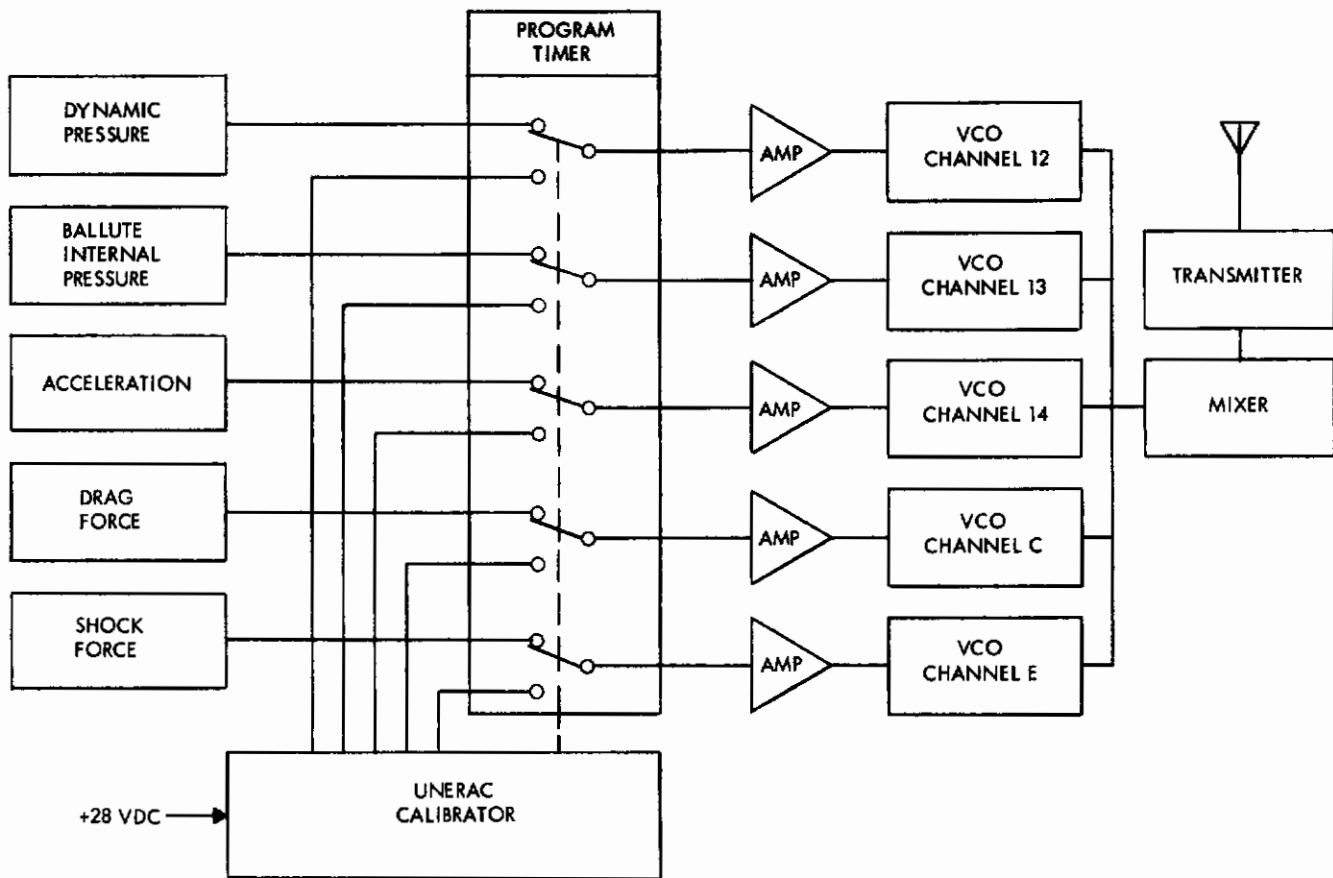 PROGRAM
TIMER
DYNAMIC
PRESSURE
AMP
VCO
CHANNEL 12
BALLUTE
INTERNAL
PRESSURE
AMP
VCO
CHANNEL 13
TRANSMITTER
ACCELERATION
AMP
VCO
CHANNEL 14
MIXER
DRAG
FORCE
AMP
VCO
CHANNEL C
SHOCK
FORCE
AMP
VCO
CHANNEL E
+28 VDC
UNERAC
CALIBRATOR